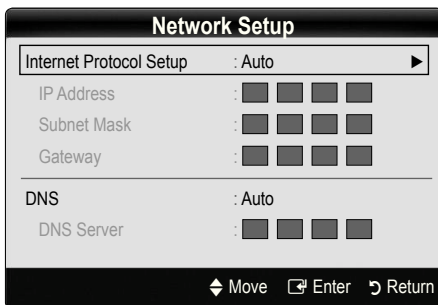 Network Setup
Internet Protocol Setup : Auto ▶
IP Address :
Subnet Mask :
Gateway :
DNS : Auto
DNS Server :
Move Enter Return